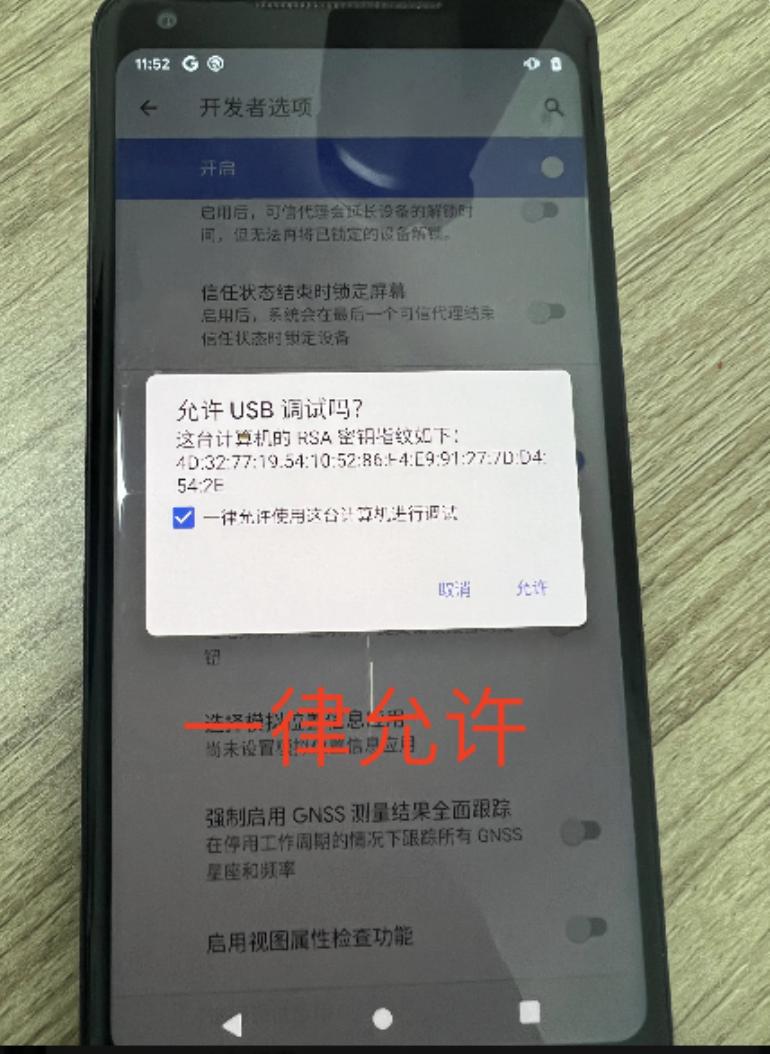 11:52
开发者选项
开启
启用后，可信代理会延长设备的解锁时
间，但无法再将已锁定的设备解锁。
信任状态结束时锁定屏幕
启用后，系统会在最后一个可信代理结束
信任状态时锁定设备
允许 USB 调试吗？
这台计算机的 RSA 密钥指纹如下：
4D:32:77:19:54:10:52:86:F4:E9:91:27:7D:D4:
54:2E
一律允许使用这台计算机进行调试
取消 允许
钮
选择模拟位置信息应用
一律允许
尚未设置模拟位置信息应用
强制启用 GNSS 测量结果全面跟踪
在停用工作周期的情况下跟踪所有 GNSS
星座和频率
启用视图属性检查功能